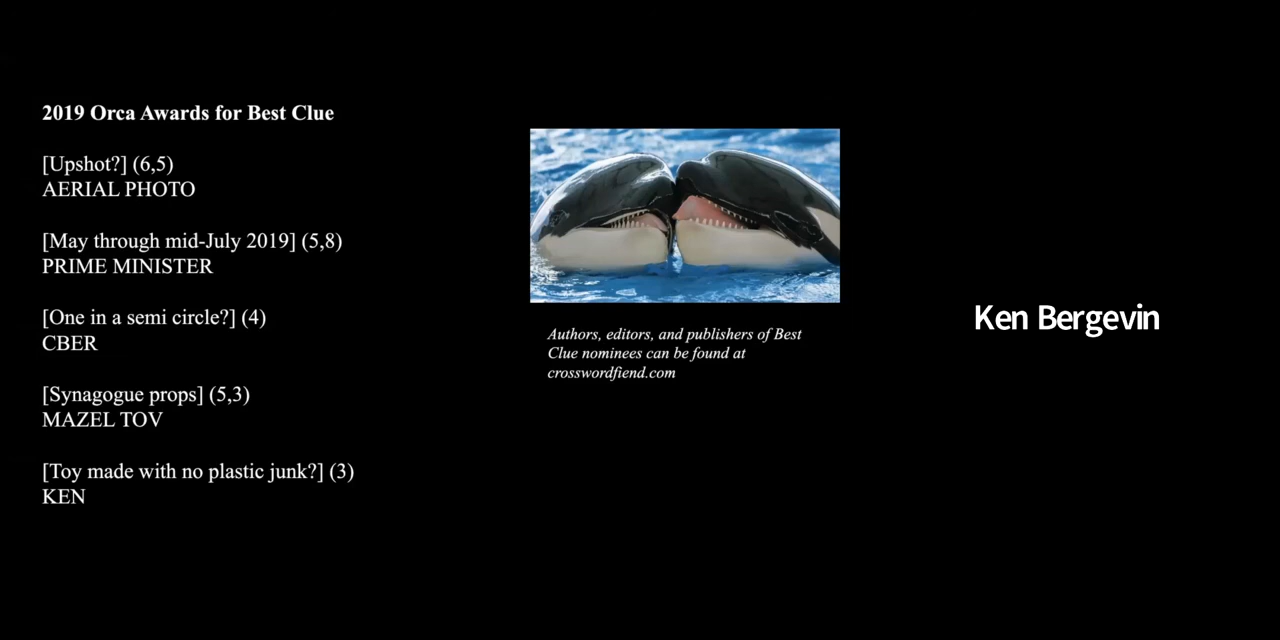 2019 Orca Awards for Best Clue
[Upshot?] (6,5)
AERIAL PHOTO
[May through mid-July 2019] (5,8)
PRIME MINISTER
[One in a semi circle?] (4)
CBER
[Synagogue props] (5,3)
MAZEL TOV
[Toy made with no plastic junk?] (3)
KEN
Authors, editors, and publishers of Best
Clue nominees can be found at
crosswordfiend.com
Ken Bergevin